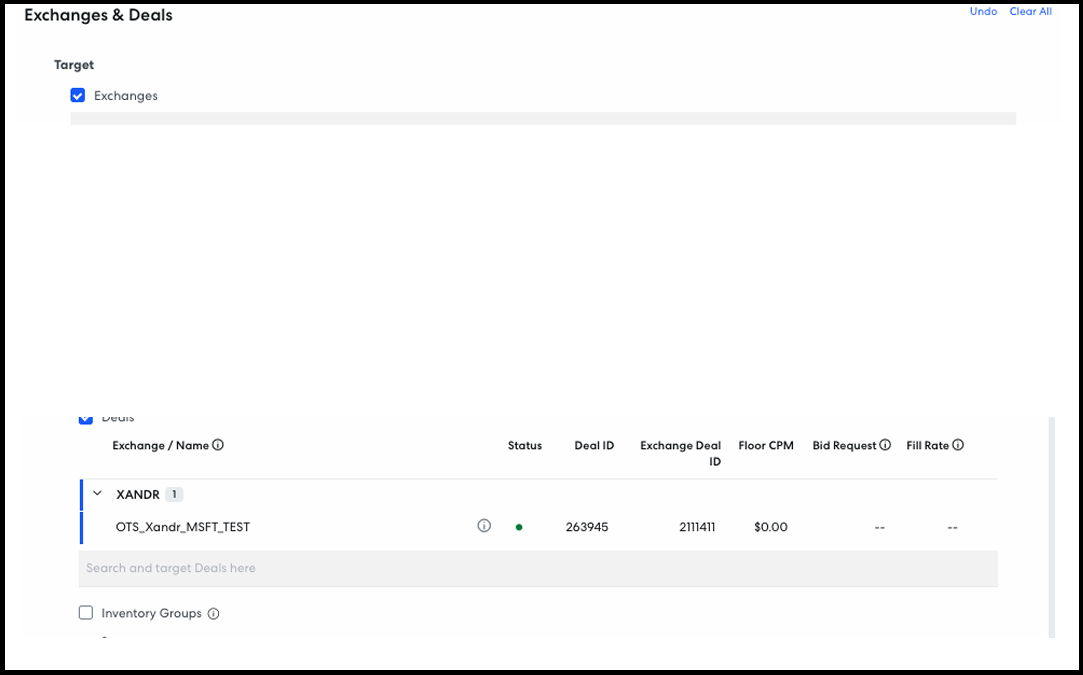 Exchanges & Deals
Undo Clear All
Target
Exchanges
Deals
Exchange / Name Status Deal ID Exchange Deal ID Floor CPM Bid Request Fill Rate
XANDR 1
OTS_Xandr_MSFT_TEST 263945 2111411 $0.00 -- --
Search and target Deals here
Inventory Groups